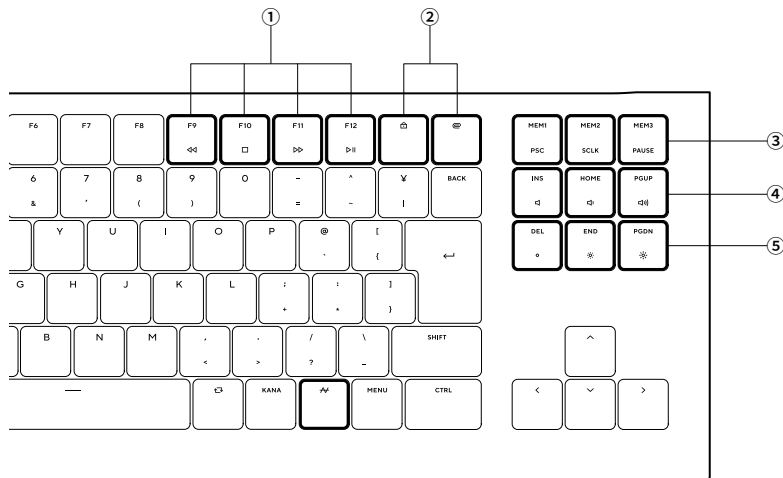 ① ②
F6 F7 F8 F9 F10 F11 F12 MEM1 MEM2 MEM3
PSC SCLK PAUSE ③
6 7 8 9 0 - ^ ¥ BACK INS HOME PGUP
& ' ( ) = ~ | ④
Y U I O P @ [ DEL END PGDN
` { ⑤
G H J K L ; : ]
+ * }
B N M , . / \ SHIFT
< > ? _
KANA MENU CTRL